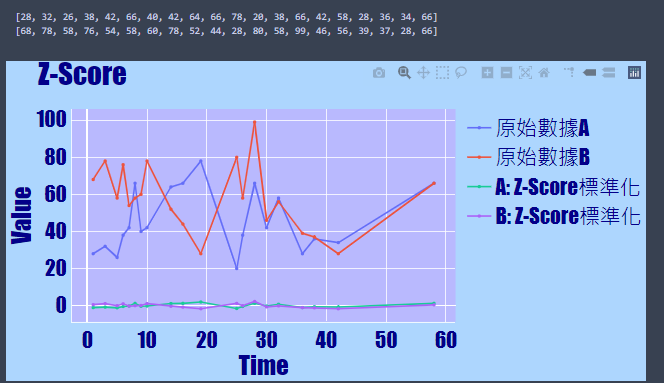 [28, 32, 26, 38, 42, 66, 40, 42, 64, 66, 78, 20, 38, 66, 42, 58, 28, 36, 34, 66]
[68, 78, 58, 76, 54, 58, 60, 78, 52, 44, 28, 80, 58, 99, 46, 56, 39, 37, 28, 66]
Z-Score
100
80
60
40
20
0
Value
0
10
20
30
40
50
60
Time
原始數據A
原始數據B
A: Z-Score標準化
B: Z-Score標準化